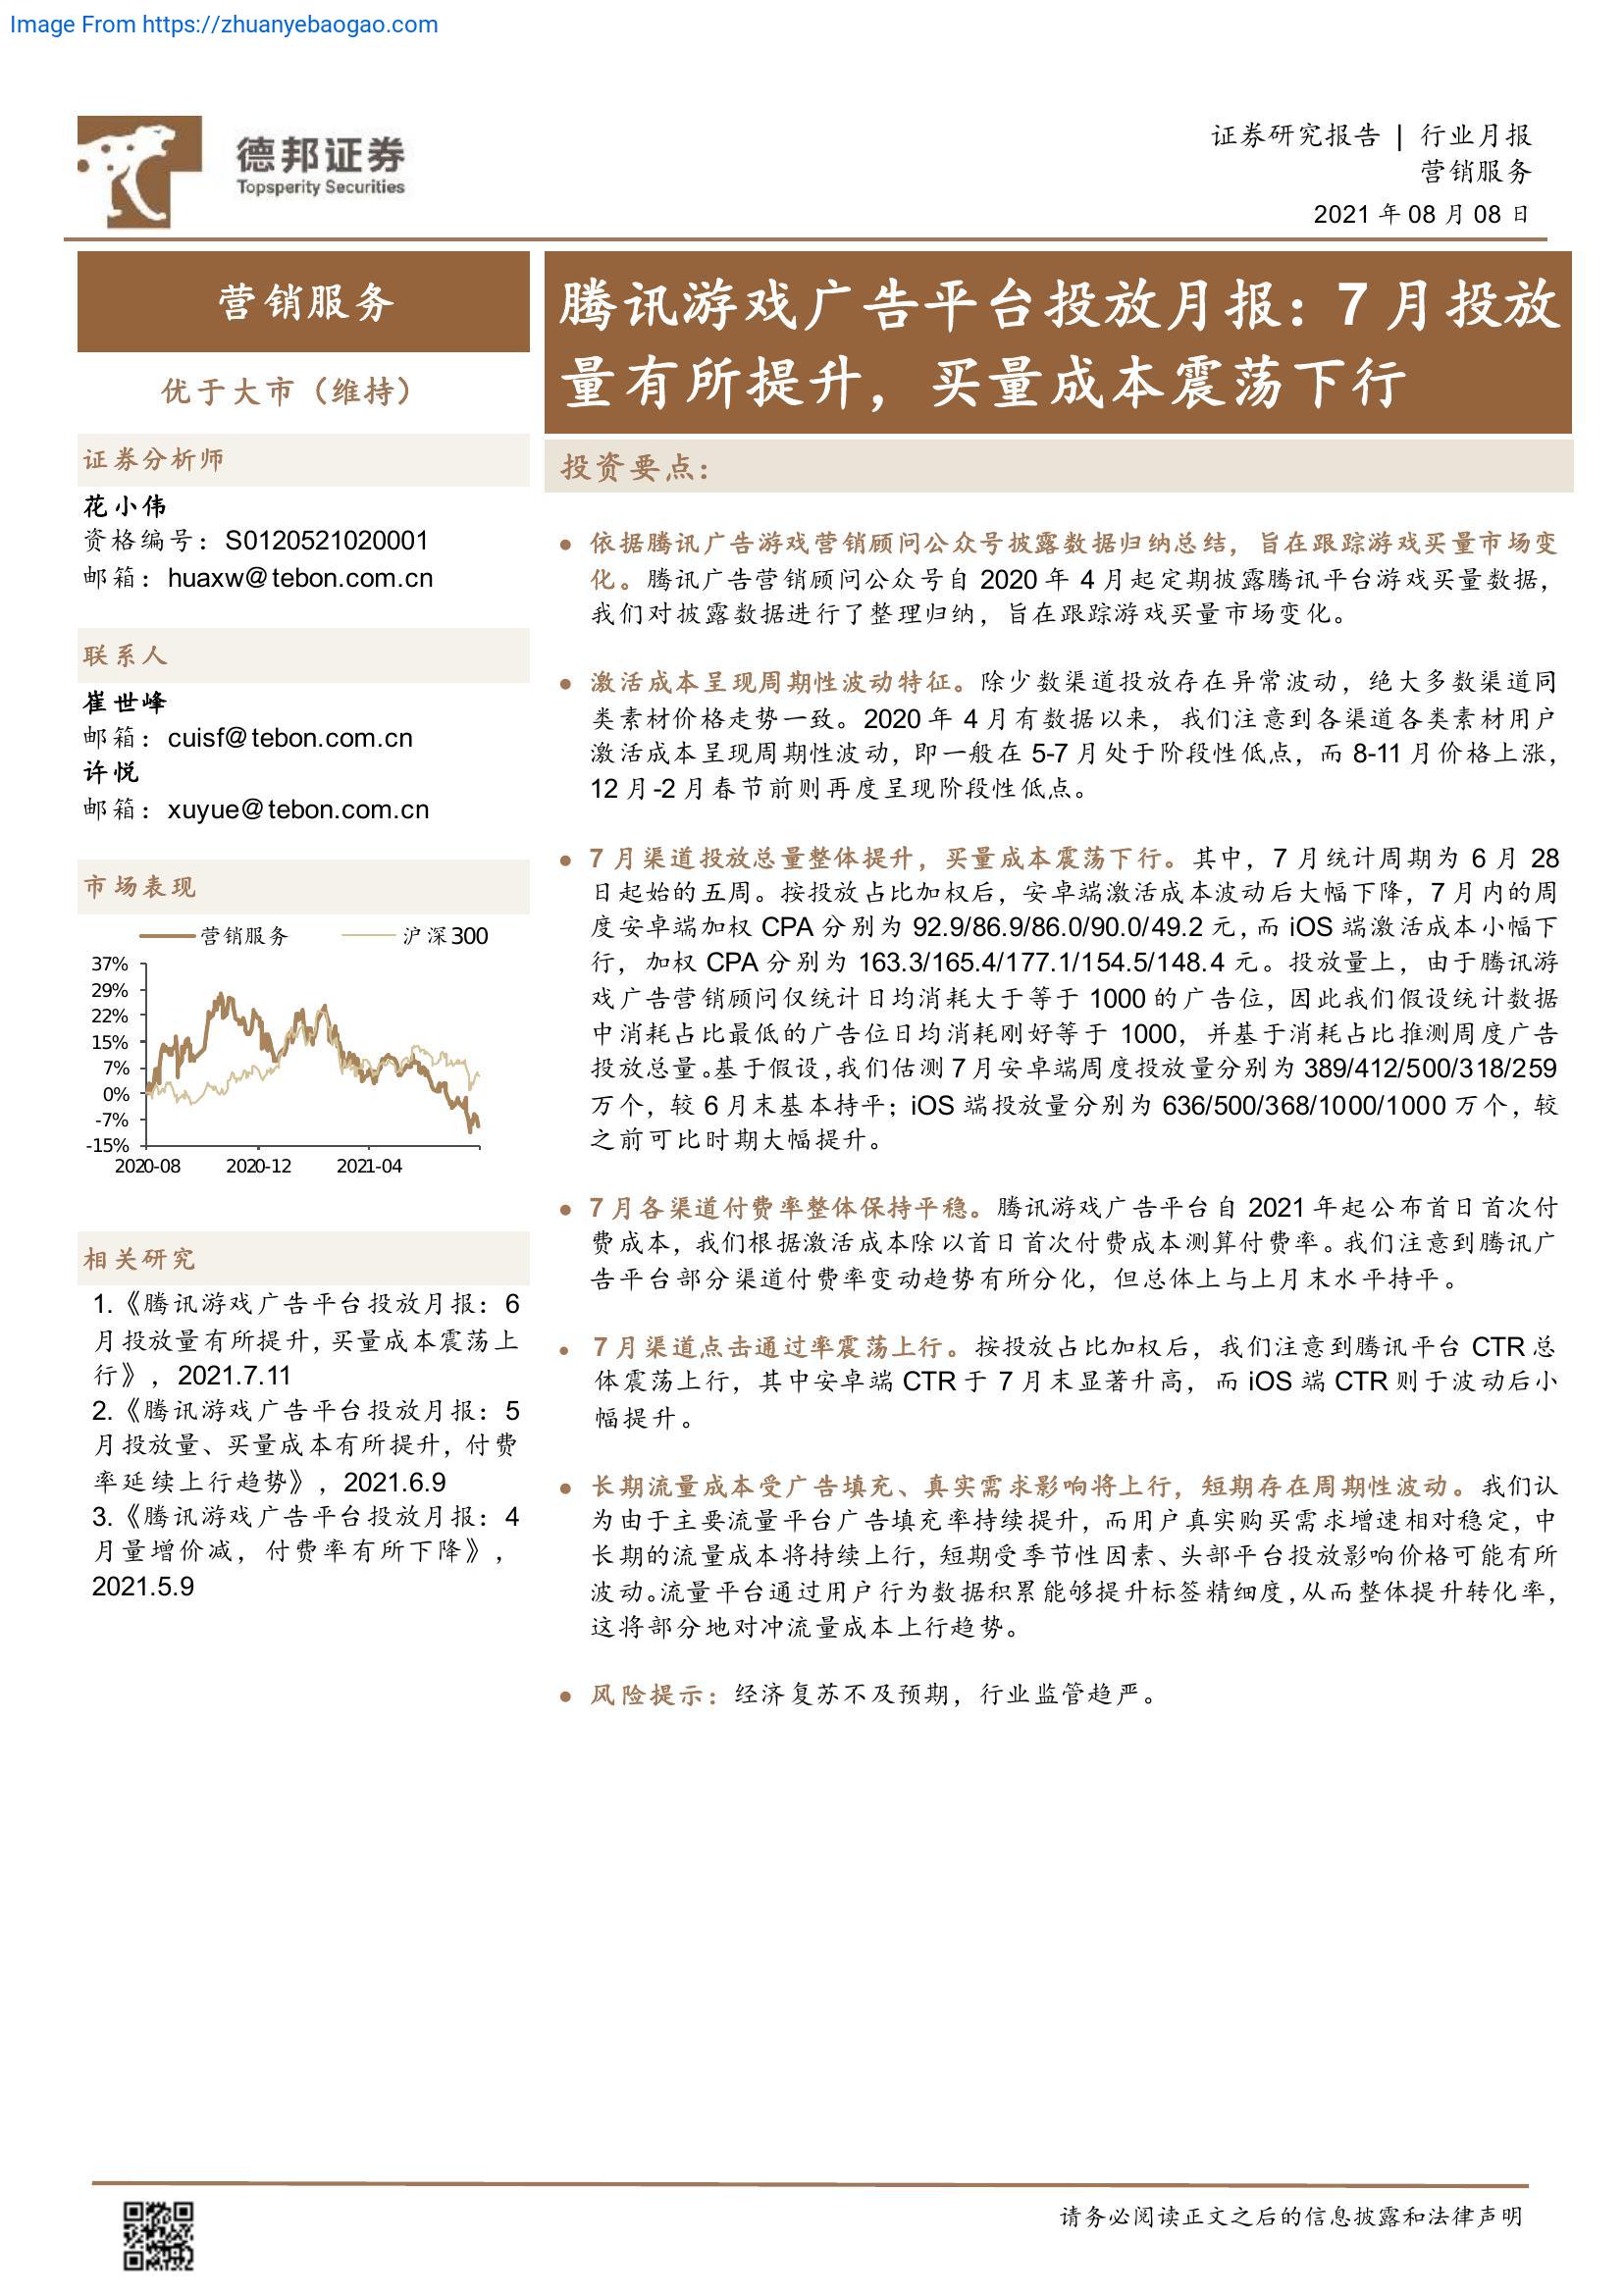 Image From https://zhuanyebaogao.com
德邦证券
Topsperity Securities
证券研究报告 | 行业月报
营销服务
2021 年 08 月 08 日
营销服务
优于大市（维持）
证券分析师
花小伟
资格编号：S0120521020001
邮箱：huaxw@tebon.com.cn
联系人
崔世峰
邮箱：cuisf@tebon.com.cn
许悦
邮箱：xuyue@tebon.com.cn
市场表现
营销服务 沪深300
37%
29%
22%
15%
7%
0%
-7%
-15%
2020-08 2020-12 2021-04
相关研究
1.《腾讯游戏广告平台投放月报：6
月投放量有所提升，买量成本震荡上
行》，2021.7.11
2.《腾讯游戏广告平台投放月报：5
月投放量、买量成本有所提升，付费
率延续上行趋势》，2021.6.9
3.《腾讯游戏广告平台投放月报：4
月量增价减，付费率有所下降》，
2021.5.9
腾讯游戏广告平台投放月报：7 月投放
量有所提升，买量成本震荡下行
投资要点：
● 依据腾讯广告游戏营销顾问公众号披露数据归纳总结，旨在跟踪游戏买量市场变
化。腾讯广告营销顾问公众号自 2020 年 4 月起定期披露腾讯平台游戏买量数据，
我们对披露数据进行了整理归纳，旨在跟踪游戏买量市场变化。
● 激活成本呈现周期性波动特征。除少数渠道投放存在异常波动，绝大多数渠道同
类素材价格走势一致。2020 年 4 月有数据以来，我们注意到各渠道各类素材用户
激活成本呈现周期性波动，即一般在 5-7 月处于阶段性低点，而 8-11 月价格上涨，
12 月-2 月春节前则再度呈现阶段性低点。
● 7 月渠道投放总量整体提升，买量成本震荡下行。其中，7 月统计周期为 6 月 28
日起始的五周。按投放占比加权后，安卓端激活成本波动后大幅下降，7 月内的周
度安卓端加权 CPA 分别为 92.9/86.9/86.0/90.0/49.2 元，而 iOS 端激活成本小幅下
行，加权 CPA 分别为 163.3/165.4/177.1/154.5/148.4 元。投放量上，由于腾讯游
戏广告营销顾问仅统计日均消耗大于等于 1000 的广告位，因此我们假设统计数据
中消耗占比最低的广告位日均消耗刚好等于 1000，并基于消耗占比推测周度广告
投放总量。基于假设，我们估测 7 月安卓端周度投放量分别为 389/412/500/318/259
万个，较 6 月末基本持平；iOS 端投放量分别为 636/500/368/1000/1000 万个，较
之前可比时期大幅提升。
● 7 月各渠道付费率整体保持平稳。腾讯游戏广告平台自 2021 年起公布首日首次付
费成本，我们根据激活成本除以首日首次付费成本测算付费率。我们注意到腾讯广
告平台部分渠道付费率变动趋势有所分化，但总体上与上月末水平持平。
● 7 月渠道点击通过率震荡上行。按投放占比加权后，我们注意到腾讯平台 CTR 总
体震荡上行，其中安卓端 CTR 于 7 月末显著升高，而 iOS 端 CTR 则于波动后小
幅提升。
● 长期流量成本受广告填充、真实需求影响将上行，短期存在周期性波动。我们认
为由于主要流量平台广告填充率持续提升，而用户真实购买需求增速相对稳定，中
长期的流量成本将持续上行，短期受季节性因素、头部平台投放影响价格可能有所
波动。流量平台通过用户行为数据积累能够提升标签精细度，从而整体提升转化率，
这将部分地对冲流量成本上行趋势。
● 风险提示：经济复苏不及预期，行业监管趋严。
请务必阅读正文之后的信息披露和法律声明